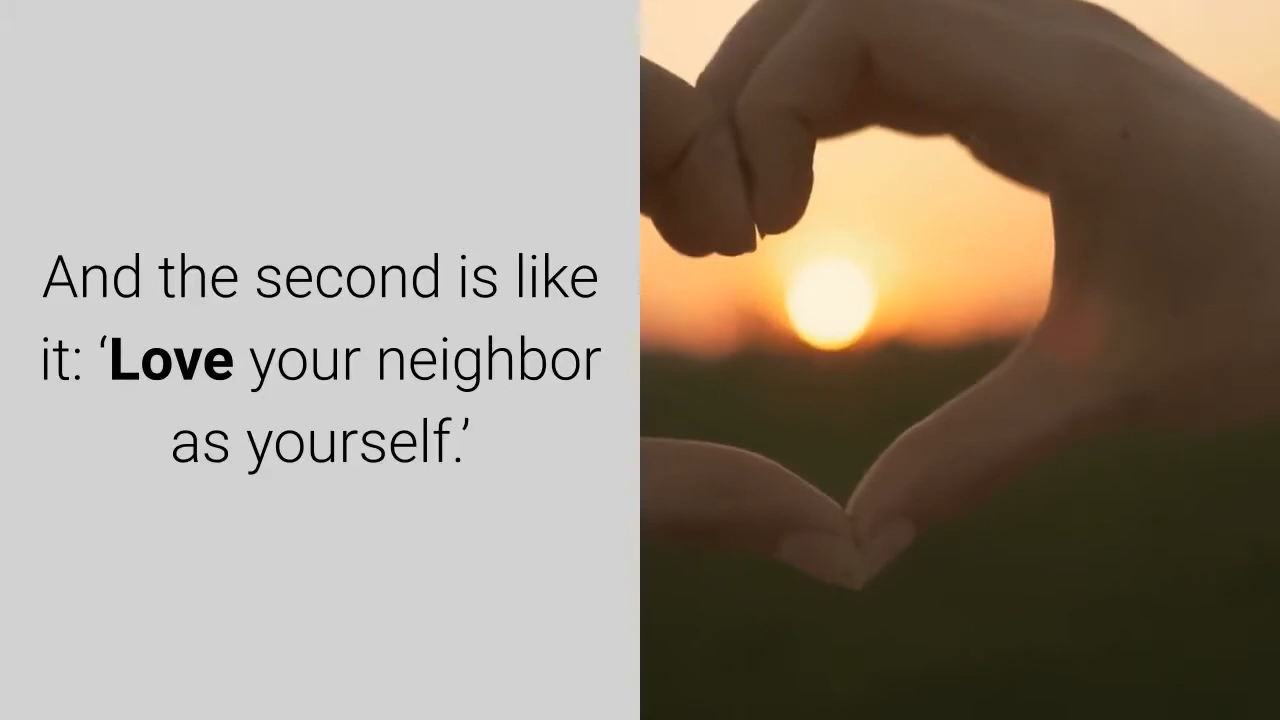 And the second is like
it: ‘Love your neighbor
as yourself.’